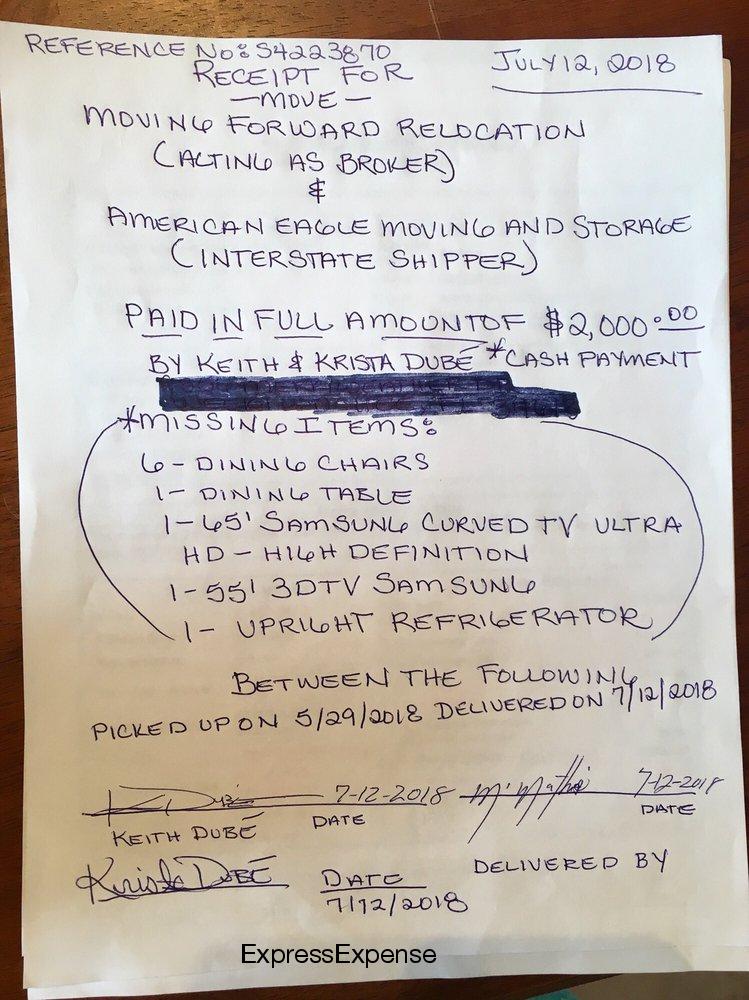 REFERENCE No: S4223870
JULY 12, 2018
RECEIPT FOR
—MOVE—
MOVING FORWARD RELOCATION
(ACTING AS BROKER)
&
AMERICAN EAGLE MOVING AND STORAGE
(INTERSTATE SHIPPER)
PAID IN FULL AMOUNT OF $2,000.00
BY KEITH & KRISTA DUBÉ *CASH PAYMENT
*MISSING ITEMS:
6 - DINING CHAIRS
1 - DINING TABLE
1 - 65' SAMSUNG CURVED TV ULTRA
HD - HIGH DEFINITION
1 - 55' 3DTV SAMSUNG
1 - UPRIGHT REFRIGERATOR
BETWEEN THE FOLLOWING
PICKED UP ON 5/29/2018 DELIVERED ON 7/12/2018
7-12-2018 7-12-2018
KEITH DUBÉ DATE DATE
Krista DUBÉ DATE DELIVERED BY
7/12/2018
ExpressExpense